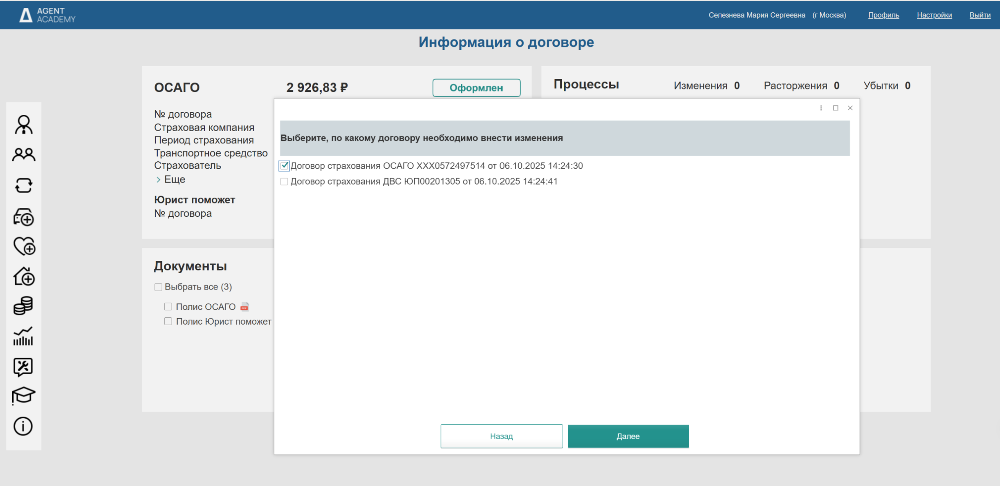 AGENT
ACADEMY
Селезнева Мария Сергеевна (г Москва)
Профиль
Настройки
Выйти
Информация о договоре
ОСАГО
2 926,83 ₽
Оформлен
№ договора
Страховая компания
Период страхования
Транспортное средство
Страхователь
Еще
Юрист поможет
№ договора
Процессы
Изменения 0
Расторжения 0
Убытки 0
Выберите, по какому договору необходимо внести изменения
Договор страхования ОСАГО XXX0572497514 от 06.10.2025 14:24:30
Договор страхования ДВС ЮП00201305 от 06.10.2025 14:24:41
Документы
Выбрать все (3)
Полис ОСАГО
PDF
Полис Юрист поможет
Назад
Далее